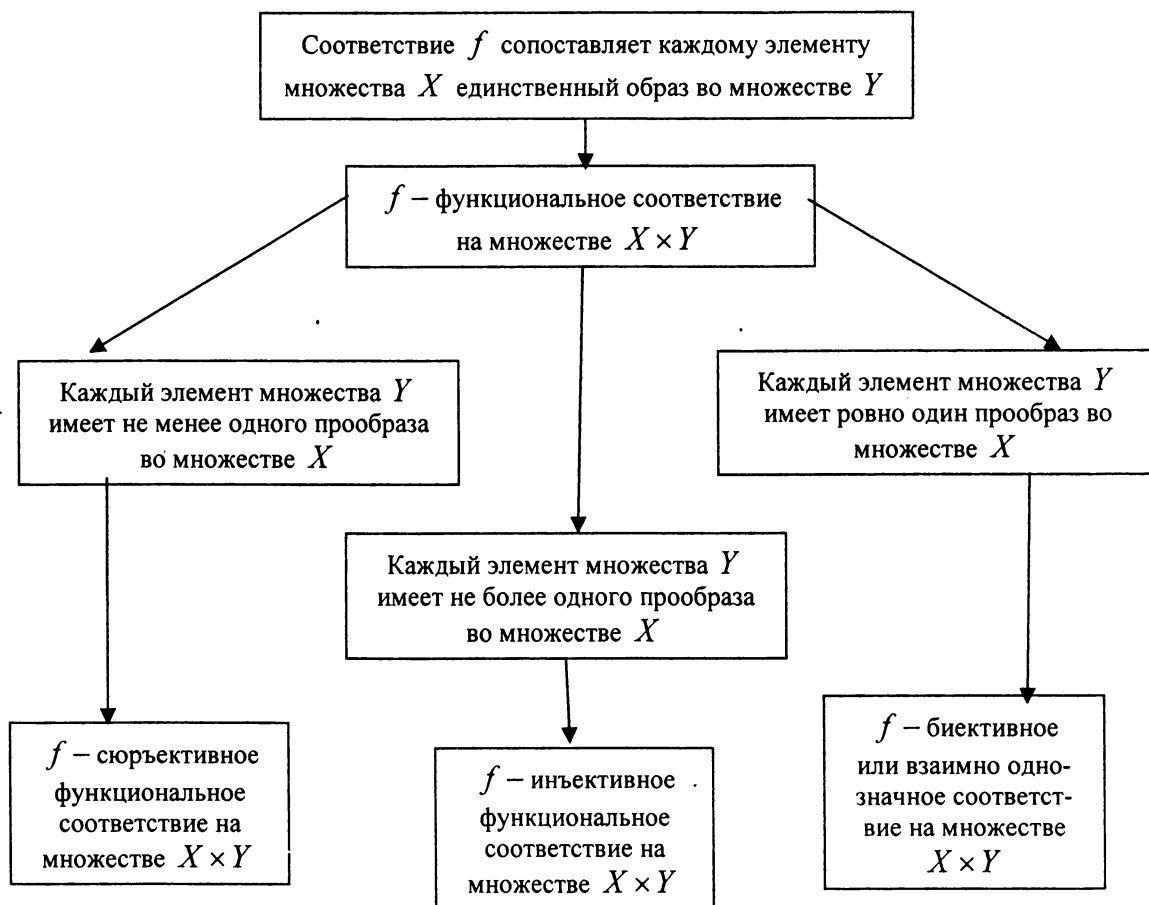 Соответствие f сопоставляет каждому элементу
множества X единственный образ во множестве Y
f – функциональное соответствие
на множестве X × Y
Каждый элемент множества Y
имеет не менее одного прообраза
во множестве X
Каждый элемент множества Y
имеет ровно один прообраз во
множестве X
Каждый элемент множества Y
имеет не более одного прообраза
во множестве X
f – сюръективное
функциональное
соответствие на
множестве X × Y
f – инъективное
функциональное
соответствие на
множестве X × Y
f – биективное
или взаимно одно-
значное соответст-
вие на множестве
X × Y